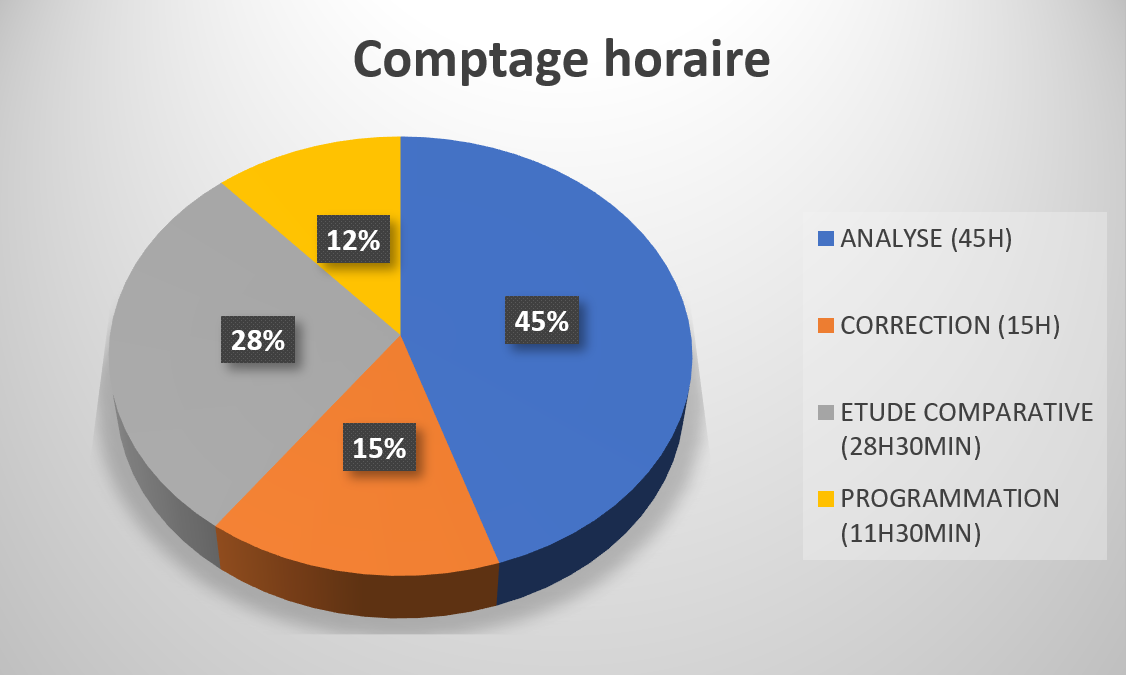 Comptage horaire
12%
45%
28%
15%
ANALYSE (45H)
CORRECTION (15H)
ETUDE COMPARATIVE
(28H30MIN)
PROGRAMMATION
(11H30MIN)